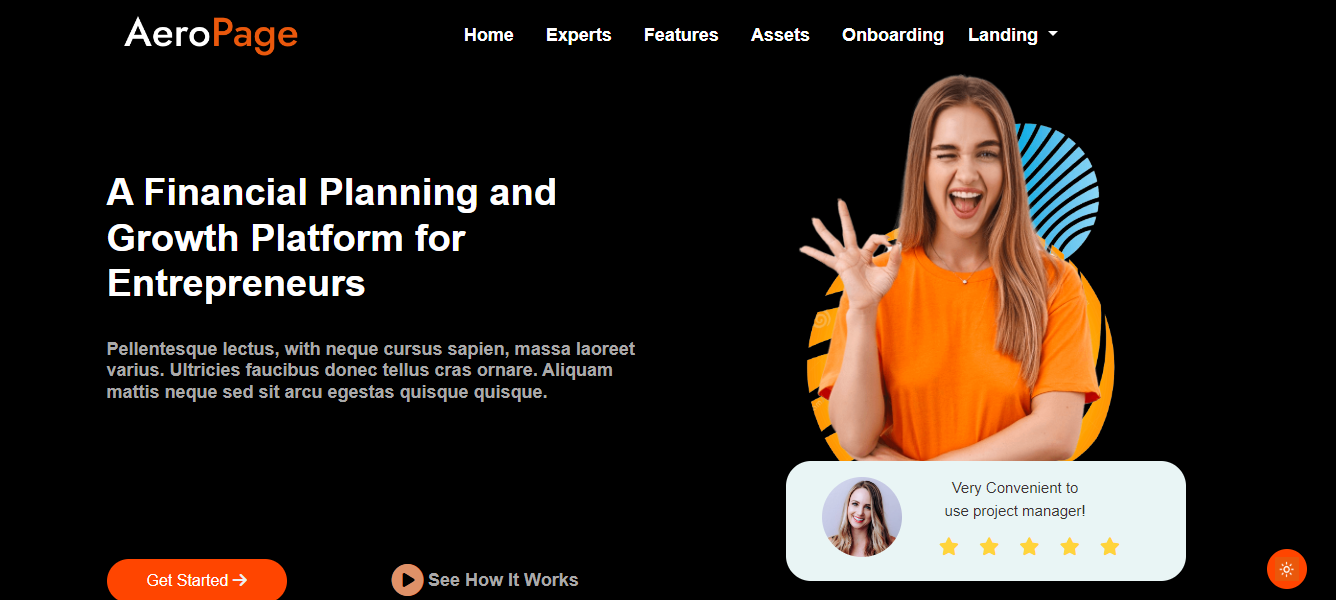 AeroPage
Home Experts Features Assets Onboarding Landing
A Financial Planning and
Growth Platform for
Entrepreneurs
Pellentesque lectus, with neque cursus sapien, massa laoreet
varius. Ultricies faucibus donec tellus cras ornare. Aliquam
mattis neque sed sit arcu egestas quisque quisque.
Very Convenient to
use project manager!
Get Started
See How It Works